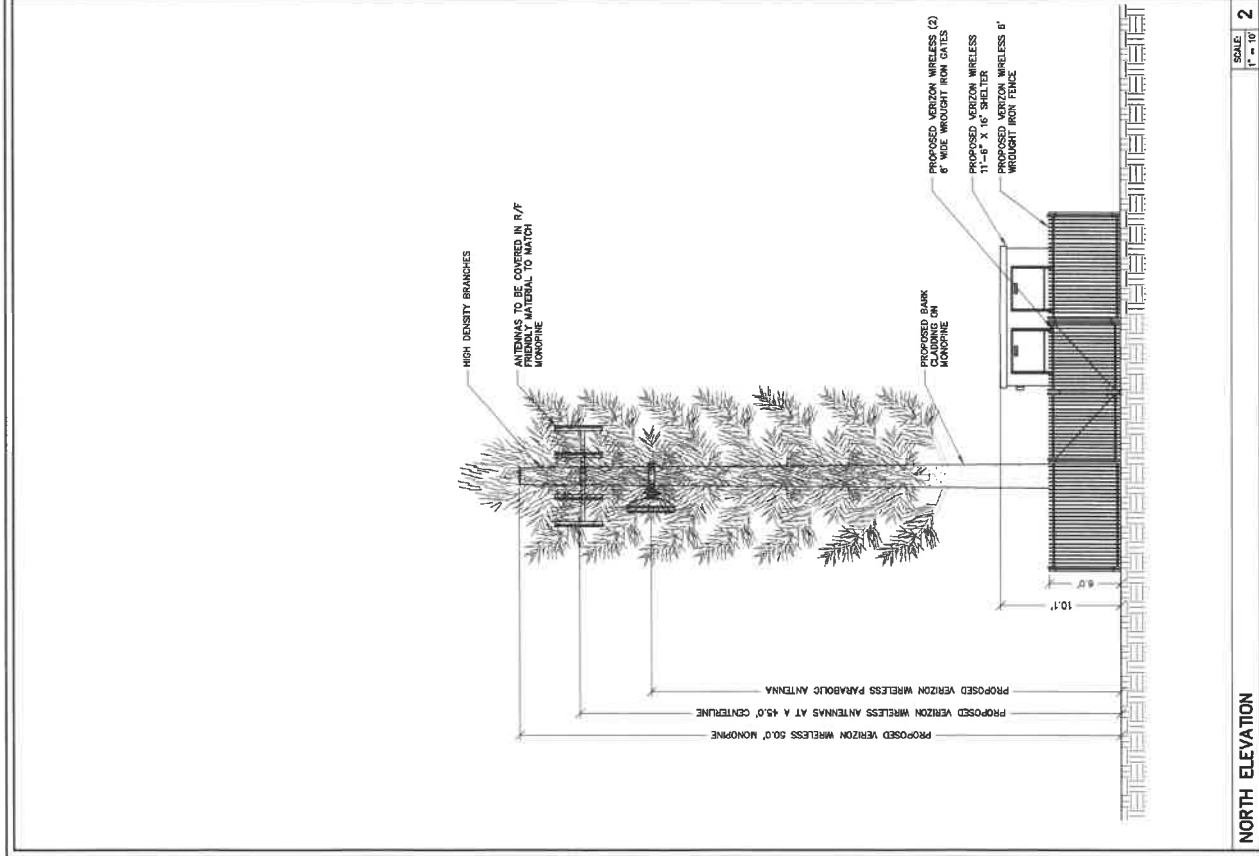 HIGH DENSITY BRANCHES
ANTENNAS TO BE COVERED IN R/F
FRIENDLY MATERIAL TO MATCH
MONOPINE
PROPOSED VERIZON WIRELESS (2)
6' WIDE WROUGHT IRON GATES
PROPOSED VERIZON WIRELESS
11'-6" X 16' SHELTER
PROPOSED VERIZON WIRELESS 6'
WROUGHT IRON FENCE
PROPOSED BARK
CLADDING ON
MONOPINE
6.0'
10.1'
PROPOSED VERIZON WIRELESS PARABOLIC ANTENNA
PROPOSED VERIZON WIRELESS ANTENNAS AT A 45.0' CENTERLINE
PROPOSED VERIZON WIRELESS 50.0' MONOPINE
NORTH ELEVATION
SCALE:
1" = 10'
2